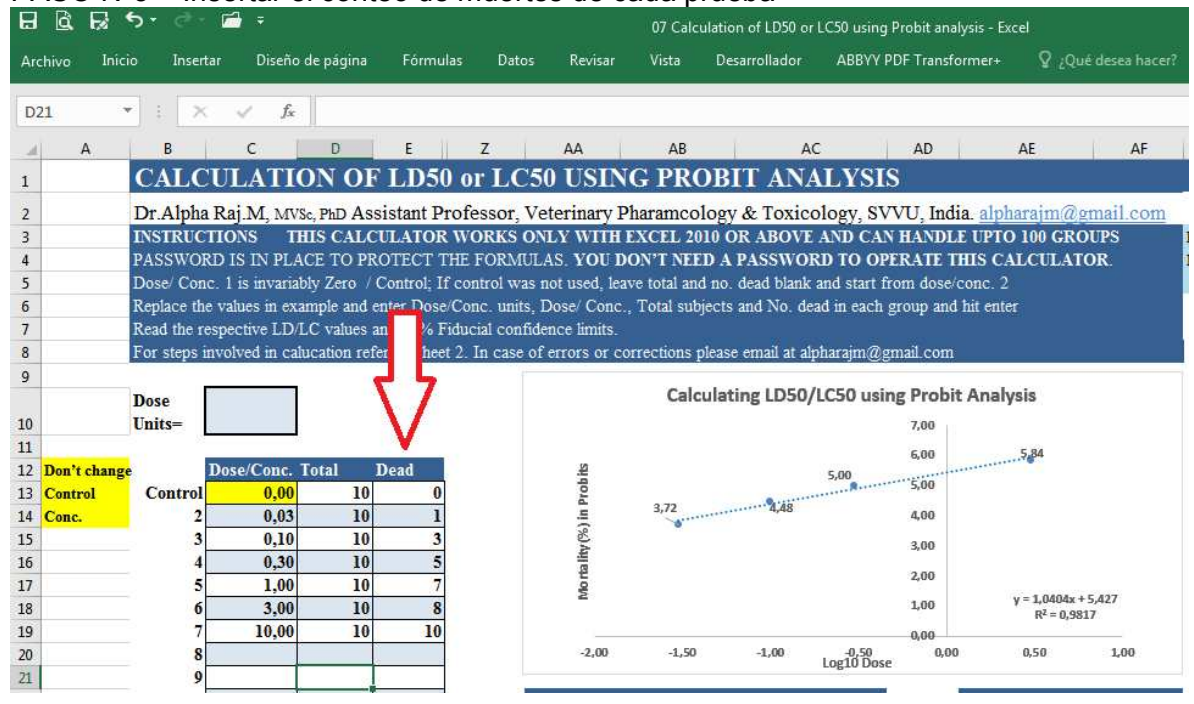 Insertar el conteo de muertes de cada prueba
07 Calculation of LD50 or LC50 using Probit analysis - Excel
Archivo Inicio Insertar Diseño de página Fórmulas Datos Revisar Vista Desarrollador ABBYY PDF Transformer+ ¿Qué desea hacer?
D21 fx
A B C D E Z AA AB AC AD AE AF
1 CALCULATION OF LD50 or LC50 USING PROBIT ANALYSIS
2 Dr.Alpha Raj.M, MVSc, PhD Assistant Professor, Veterinary Pharamcology & Toxicology, SVVU, India. alpharajm@gmail.com
3 INSTRUCTIONS THIS CALCULATOR WORKS ONLY WITH EXCEL 2010 OR ABOVE AND CAN HANDLE UPTO 100 GROUPS
4 PASSWORD IS IN PLACE TO PROTECT THE FORMULAS. YOU DON'T NEED A PASSWORD TO OPERATE THIS CALCULATOR.
5 Dose/ Conc. 1 is invariably Zero / Control; If control was not used, leave total and no. dead blank and start from dose/conc. 2
6 Replace the values in example and enter Dose/Conc. units, Dose/ Conc., Total subjects and No. dead in each group and hit enter
7 Read the respective LD/LC values % Fiducial confidence limits.
8 For steps involved in calucation refer 2. In case of errors or corrections please email at alpharajm@gmail.com
9
Dose
10 Units=
11
12 Don't change Dose/Conc. Total Dead
13 Control Control 0,00 10 0
14 Conc. 2 0,03 10 1
15 3 0,10 10 3
16 4 0,30 10 5
17 5 1,00 10 7
18 6 3,00 10 8
19 7 10,00 10 10
20 8
21 9
Calculating LD50/LC50 using Probit Analysis
Mortality (%) in Probits
7,00
6,00
5,00
4,00
3,00
2,00
1,00
0,00
3,72
4,48
5,00
5,84
y = 1,0404x + 5,427
R² = 0,9817
-2,00 -1,50 -1,00 -0,50 0,00 0,50 1,00
Log10 Dose